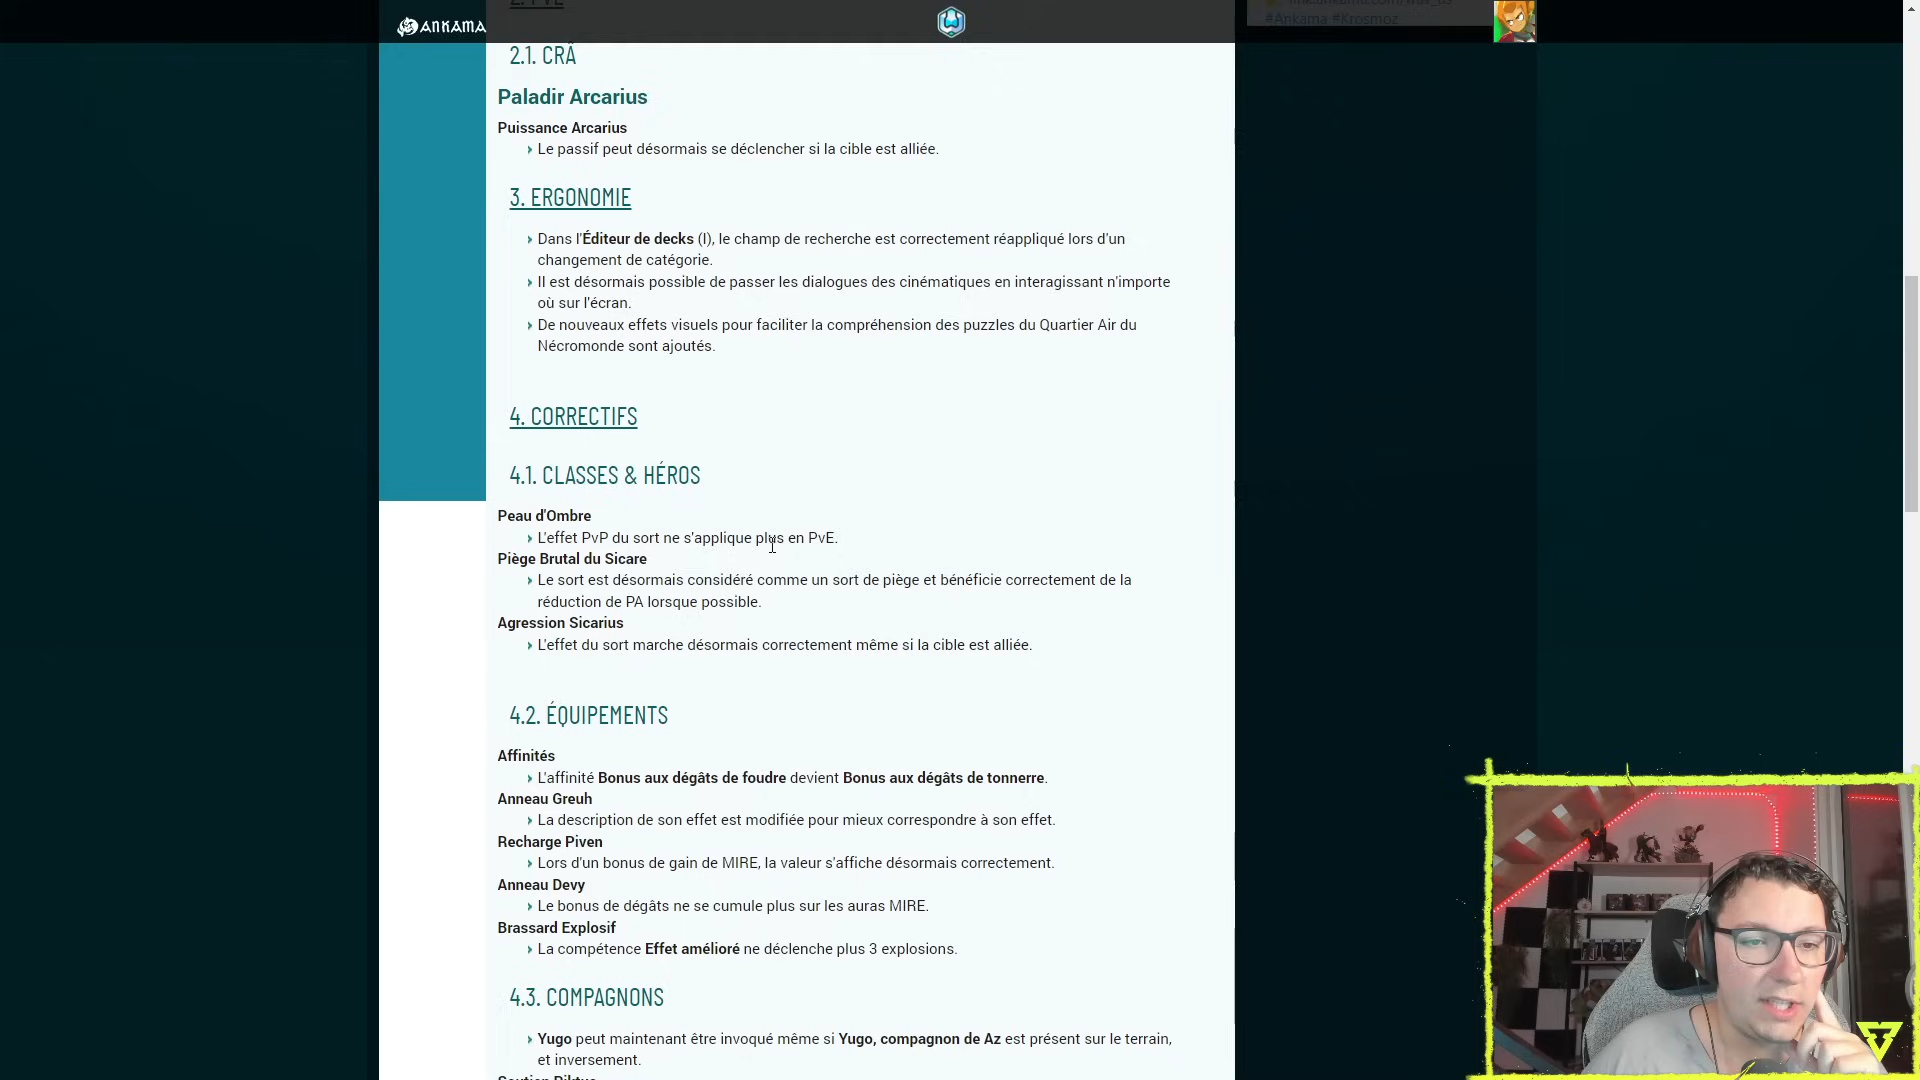 ANKAMA
#Ankama #Krosmoz
2.1. CRÂ
Paladir Arcarius
Puissance Arcarius
Le passif peut désormais se déclencher si la cible est alliée.
3. ERGONOMIE
Dans l'Éditeur de decks (I), le champ de recherche est correctement réappliqué lors d'un
changement de catégorie.
Il est désormais possible de passer les dialogues des cinématiques en interagissant n'importe
où sur l'écran.
De nouveaux effets visuels pour faciliter la compréhension des puzzles du Quartier Air du
Nécromonde sont ajoutés.
4. CORRECTIFS
4.1. CLASSES & HÉROS
Peau d'Ombre
L'effet PvP du sort ne s'applique plus en PvE.
Piège Brutal du Sicare
Le sort est désormais considéré comme un sort de piège et bénéficie correctement de la
réduction de PA lorsque possible.
Agression Sicarius
L'effet du sort marche désormais correctement même si la cible est alliée.
4.2. ÉQUIPEMENTS
Affinités
L'affinité Bonus aux dégâts de foudre devient Bonus aux dégâts de tonnerre.
Anneau Greuh
La description de son effet est modifiée pour mieux correspondre à son effet.
Recharge Piven
Lors d'un bonus de gain de MIRE, la valeur s'affiche désormais correctement.
Anneau Devy
Le bonus de dégâts ne se cumule plus sur les auras MIRE.
Brassard Explosif
La compétence Effet amélioré ne déclenche plus 3 explosions.
4.3. COMPAGNONS
Yugo peut maintenant être invoqué même si Yugo, compagnon de Az est présent sur le terrain,
et inversement.